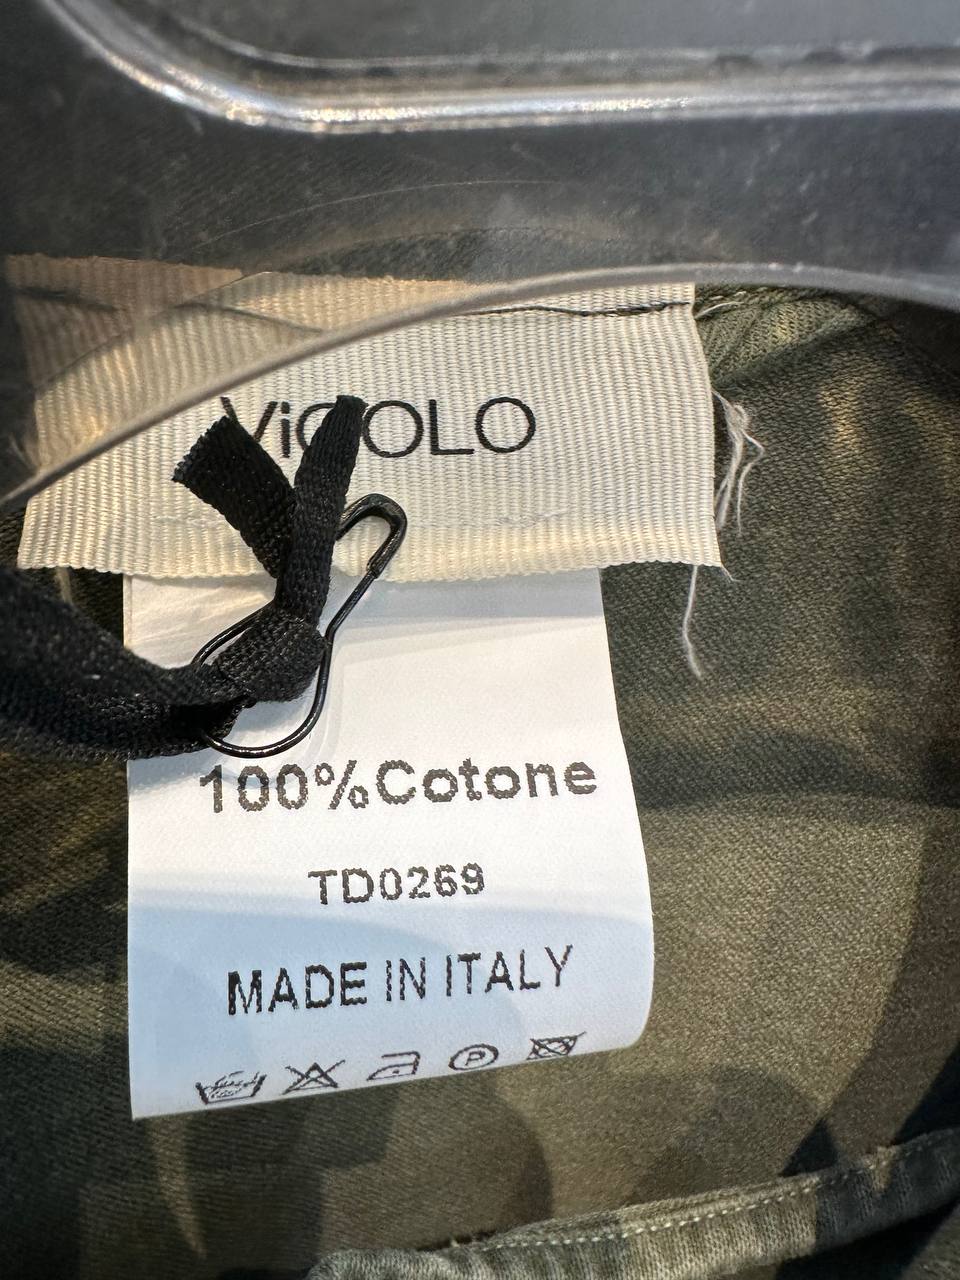 ViCOLO
100%Cotone
TD0269
MADE IN ITALY
P